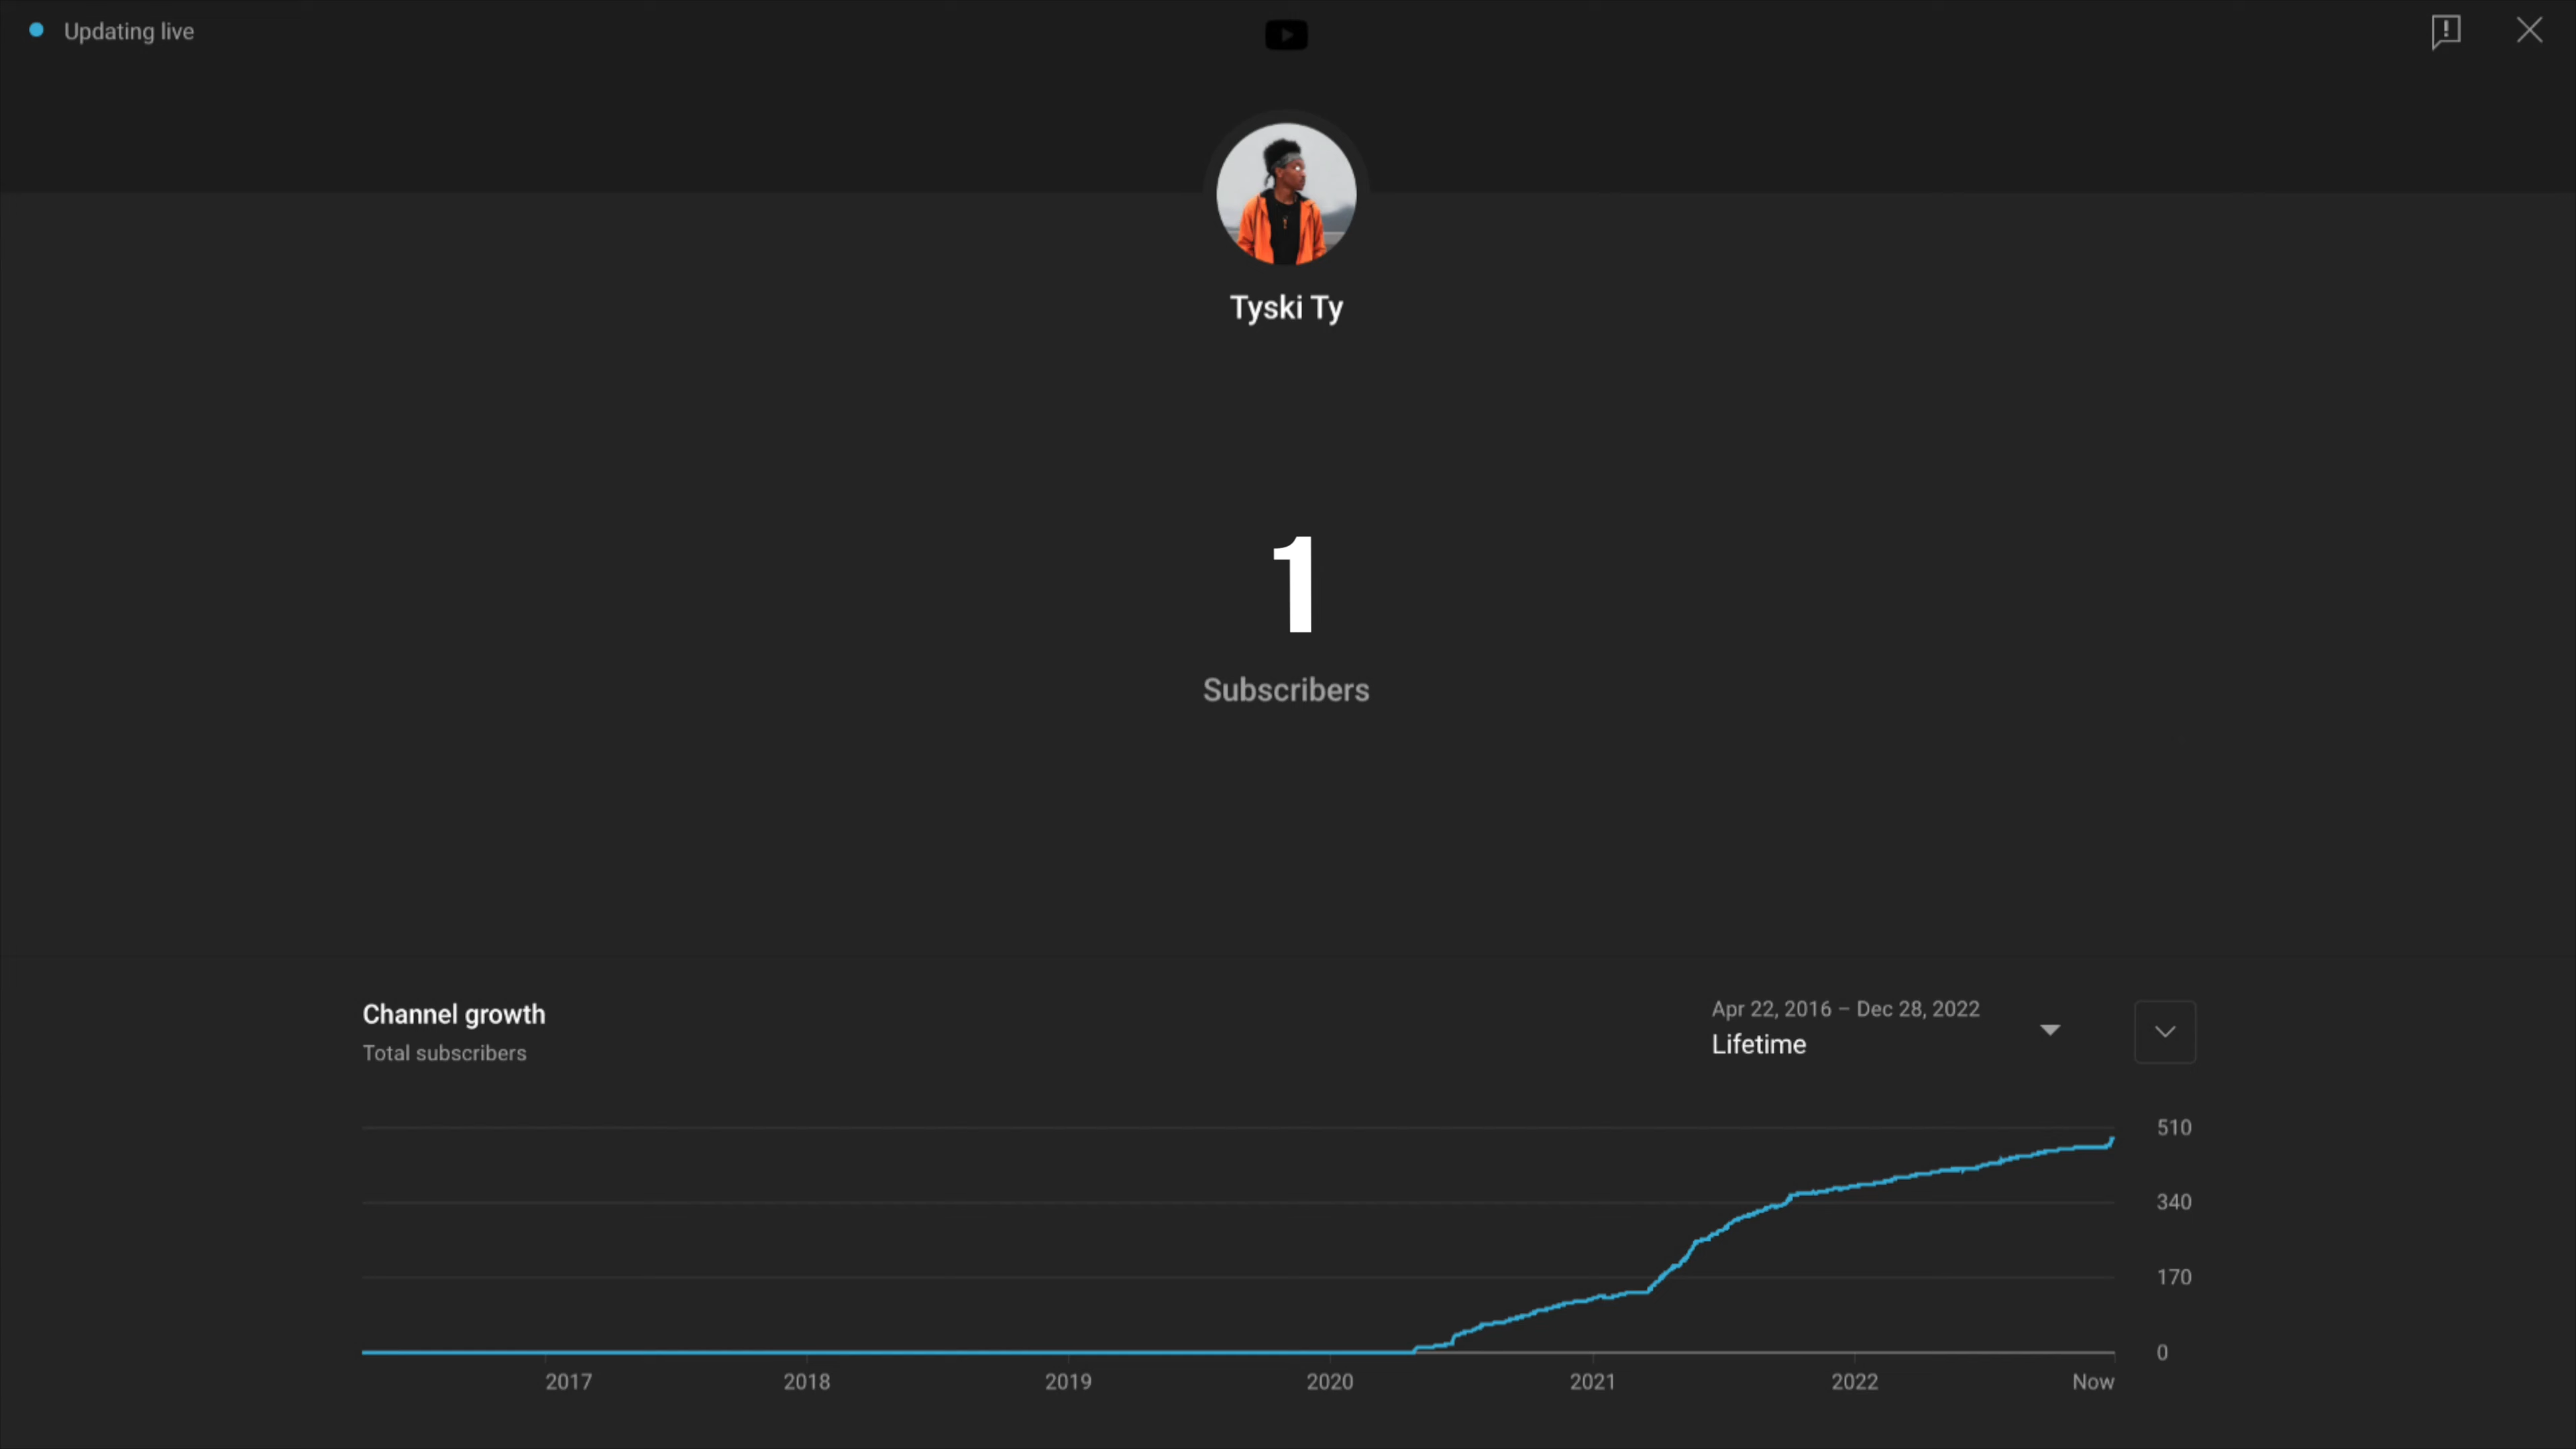 Updating live
Tyski Ty
1
Subscribers
Channel growth
Total subscribers
Apr 22, 2016 – Dec 28, 2022
Lifetime
510
340
170
0
2017 2018 2019 2020 2021 2022 Now